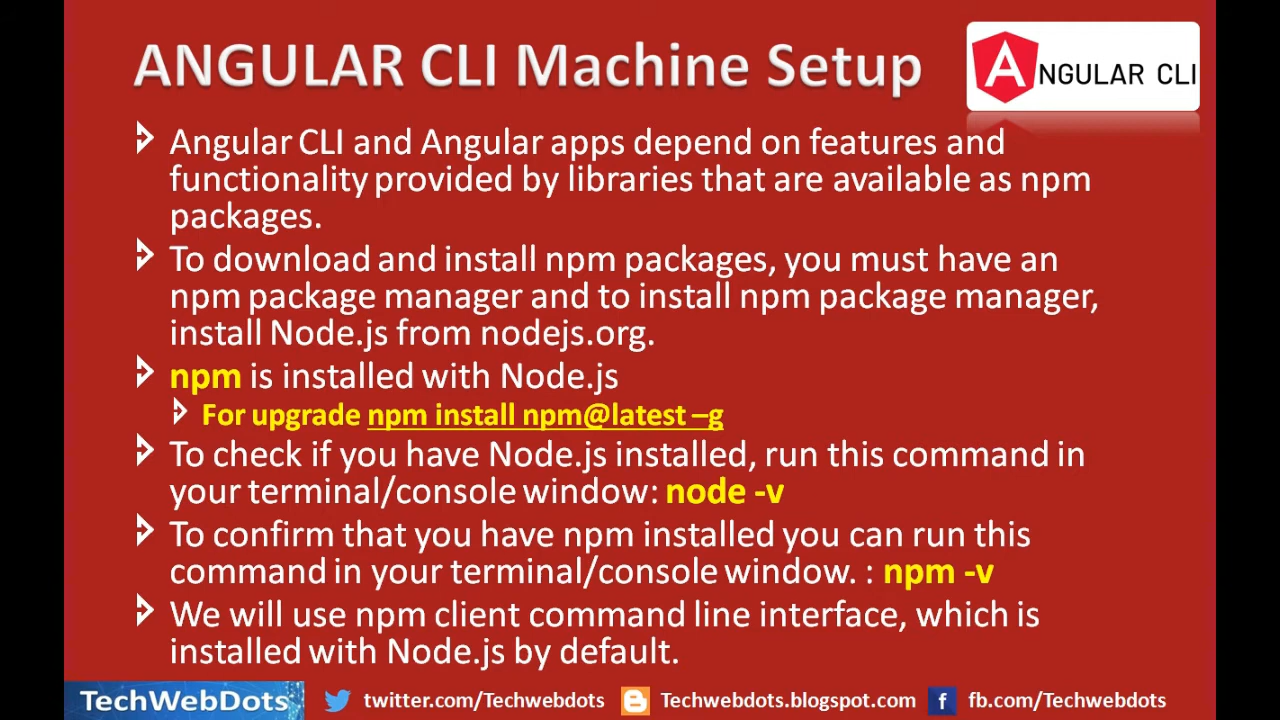 ANGULAR CLI Machine Setup
ANGULAR CLI
Angular CLI and Angular apps depend on features and
functionality provided by libraries that are available as npm
packages.
To download and install npm packages, you must have an
npm package manager and to install npm package manager,
install Node.js from nodejs.org.
npm is installed with Node.js
For upgrade npm install npm@latest –g
To check if you have Node.js installed, run this command in
your terminal/console window: node -v
To confirm that you have npm installed you can run this
command in your terminal/console window. : npm -v
We will use npm client command line interface, which is
installed with Node.js by default.
TechWebDots twitter.com/Techwebdots Techwebdots.blogspot.com fb.com/Techwebdots